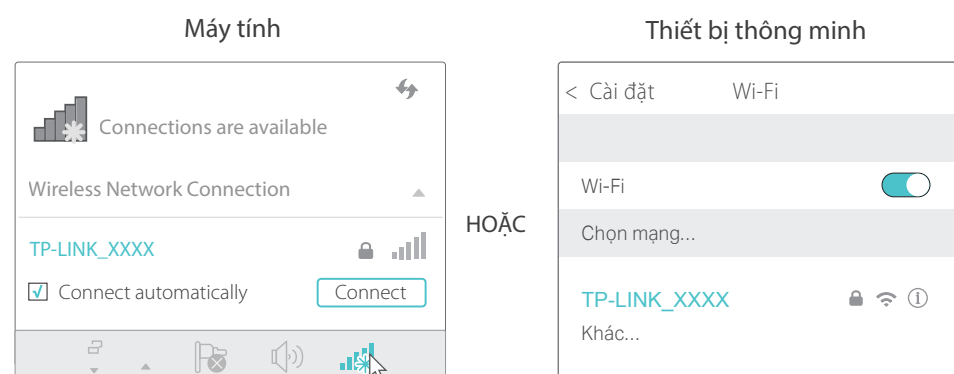 Máy tính
Connections are available
Wireless Network Connection
TP-LINK_XXXX
Connect automatically
Connect
HOẶC
Thiết bị thông minh
< Cài đặt
Wi-Fi
Wi-Fi
Chọn mạng...
TP-LINK_XXXX
Khác...